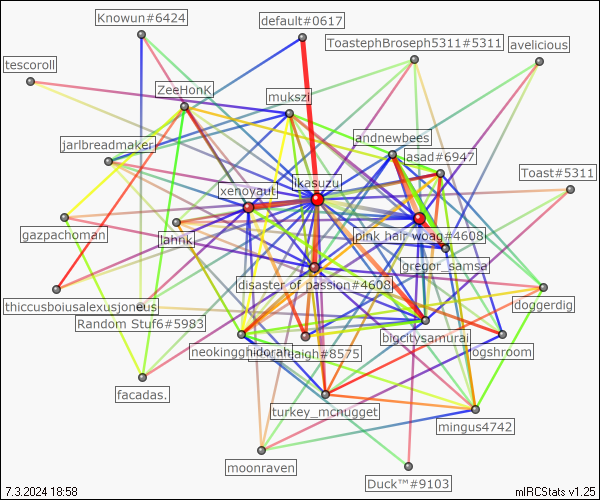 Knowun#6424
default#0617
ToastephBroseph5311#5311
avelicious
tescoroll
ZeeHonK
mukszi
andnewbees
jarlbreadmaker
asad#6947
xenoyaut
ikasuzu
Toast#5311
gazpachoman
lahnk
pink hair woag#4608
gregor_samsa
disaster of passion#4608
thiccusboiusalexusgneus
doggerdig
Random Stuf6#5983
bigcitysamurai
neokingghidorah
aigh#8575
ogshroom
facadas.
turkey_mcnugget
mingus4742
moonraven
Duck™#9103
7.3.2024 18:58
mIRCStats v1.25